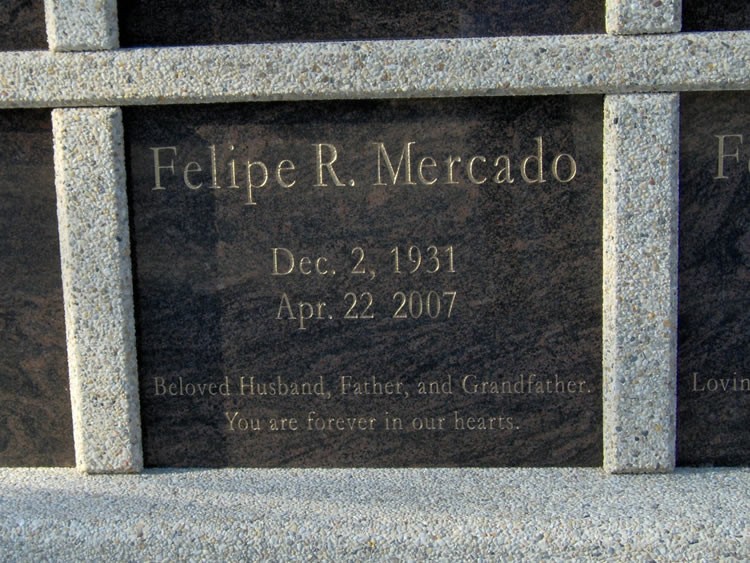 Felipe R. Mercado
Dec. 2, 1931
Apr. 22 2007
Beloved Husband, Father, and Grandfather.
You are forever in our hearts.